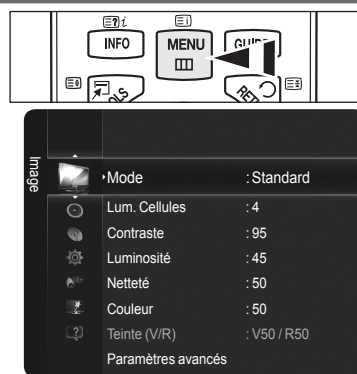 INFO
MENU
Image
Mode : Standard
Lum. Cellules : 4
Contraste : 95
Luminosité : 45
Netteté : 50
Couleur : 50
Teinte (V/R) : V50 / R50
Paramètres avancés